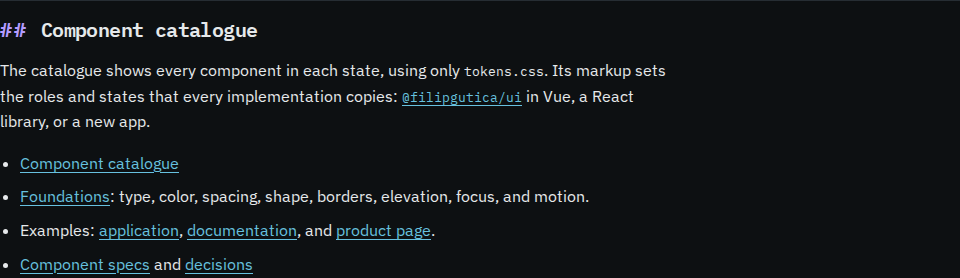 ## Component catalogue
The catalogue shows every component in each state, using only tokens.css. Its markup sets
the roles and states that every implementation copies: @filipgutica/ui in Vue, a React
library, or a new app.
• Component catalogue
• Foundations: type, color, spacing, shape, borders, elevation, focus, and motion.
• Examples: application, documentation, and product page.
• Component specs and decisions